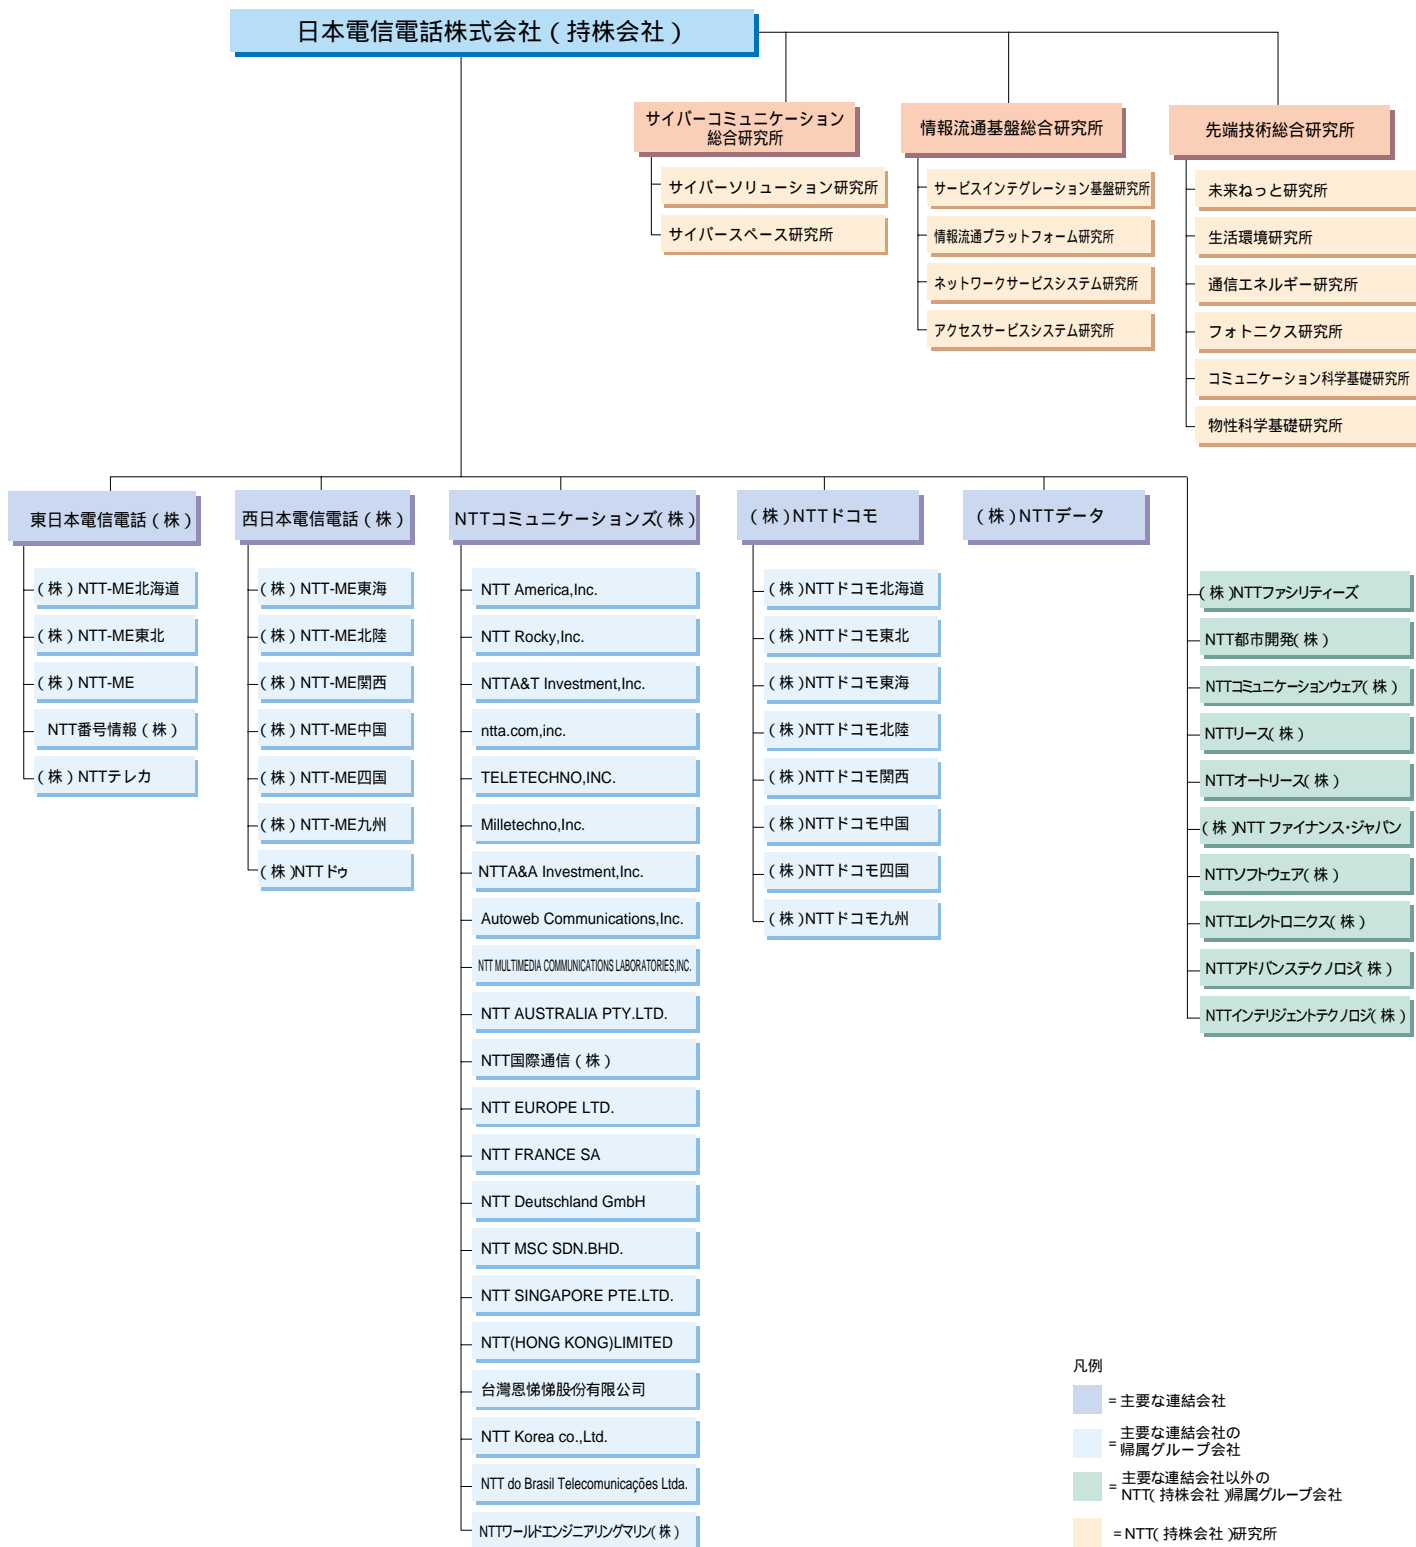 日本電信電話株式会社（持株会社）
サイバーコミュニケーション
総合研究所
サイバーソリューション研究所
サイバースペース研究所
情報流通基盤総合研究所
サービスインテグレーション基盤研究所
情報流通プラットフォーム研究所
ネットワークサービスシステム研究所
アクセスサービスシステム研究所
先端技術総合研究所
未来ねっと研究所
生活環境研究所
通信エネルギー研究所
フォトニクス研究所
コミュニケーション科学基礎研究所
物性科学基礎研究所
東日本電信電話（株）
（株）NTT-ME北海道
（株）NTT-ME東北
（株）NTT-ME
NTT番号情報（株）
（株）NTTテレカ
西日本電信電話（株）
（株）NTT-ME東海
（株）NTT-ME北陸
（株）NTT-ME関西
（株）NTT-ME中国
（株）NTT-ME四国
（株）NTT-ME九州
（株）NTTドゥ
NTTコミュニケーションズ（株）
NTT America,Inc.
NTT Rocky,Inc.
NTTA&T Investment,Inc.
ntta.com,inc.
TELETECHNO,INC.
Milletechno,Inc.
NTTA&A Investment,Inc.
Autoweb Communications,Inc.
NTT MULTIMEDIA COMMUNICATIONS LABORATORIES,INC.
NTT AUSTRALIA PTY.LTD.
NTT国際通信（株）
NTT EUROPE LTD.
NTT FRANCE SA
NTT Deutschland GmbH
NTT MSC SDN.BHD.
NTT SINGAPORE PTE.LTD.
NTT(HONG KONG)LIMITED
台灣恩悌悌股份有限公司
NTT Korea co.,Ltd.
NTT do Brasil Telecomunicações Ltda.
NTTワールドエンジニアリングマリン（株）
（株）NTTドコモ
（株）NTTドコモ北海道
（株）NTTドコモ東北
（株）NTTドコモ東海
（株）NTTドコモ北陸
（株）NTTドコモ関西
（株）NTTドコモ中国
（株）NTTドコモ四国
（株）NTTドコモ九州
（株）NTTデータ
（株）NTTファシリティーズ
NTT都市開発（株）
NTTコミュニケーションウェア（株）
NTTリース（株）
NTTオートリース（株）
（株）NTT ファイナンス・ジャパン
NTTソフトウェア（株）
NTTエレクトロニクス（株）
NTTアドバンステクノロジ（株）
NTTインテリジェントテクノロジ（株）
凡例
=主要な連結会社
=主要な連結会社の
帰属グループ会社
=主要な連結会社以外の
NTT（持株会社）帰属グループ会社
=NTT（持株会社）研究所